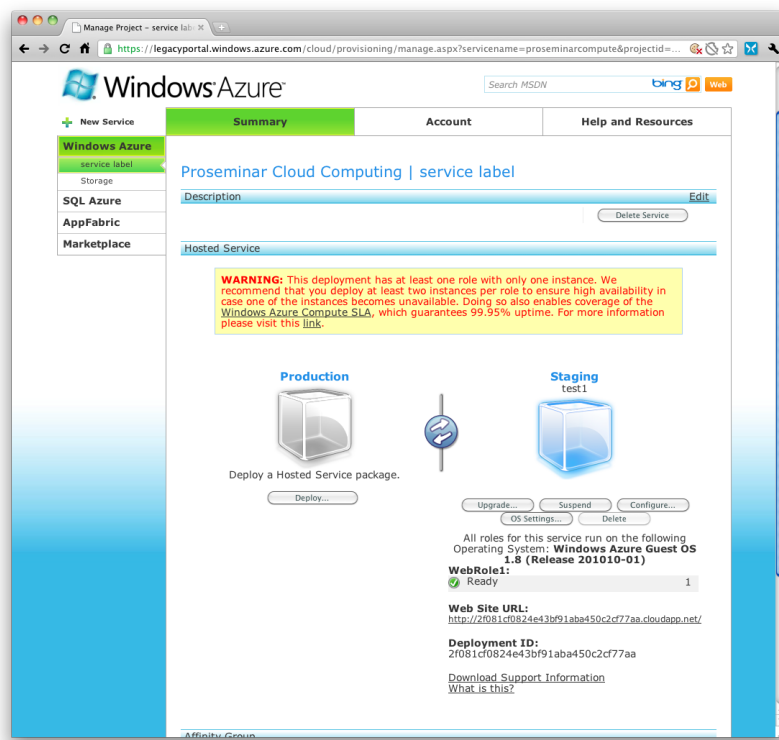 Manage Project – service lab
https://legacyportal.windows.azure.com/cloud/provisioning/manage.aspx?servicename=proseminarcompute&projectid=...
Windows Azure™
Search MSDN
bing
Web
New Service
Summary
Account
Help and Resources
Windows Azure
service label
Storage
SQL Azure
AppFabric
Marketplace
Proseminar Cloud Computing | service label
Description
Edit
Delete Service
Hosted Service
WARNING: This deployment has at least one role with only one instance. We
recommend that you deploy at least two instances per role to ensure high availability in
case one of the instances becomes unavailable. Doing so also enables coverage of the
Windows Azure Compute SLA, which guarantees 99.95% uptime. For more information
please visit this link.
Production
Deploy a Hosted Service package.
Deploy...
Staging
test1
Upgrade...
Suspend
Configure...
OS Settings...
Delete
All roles for this service run on the following
Operating System: Windows Azure Guest OS
1.8 (Release 201010-01)
WebRole1:
Ready 1
Web Site URL:
http://2f081cf0824e43bf91aba450c2cf77aa.cloudapp.net/
Deployment ID:
2f081cf0824e43bf91aba450c2cf77aa
Download Support Information
What is this?
Affinity Group